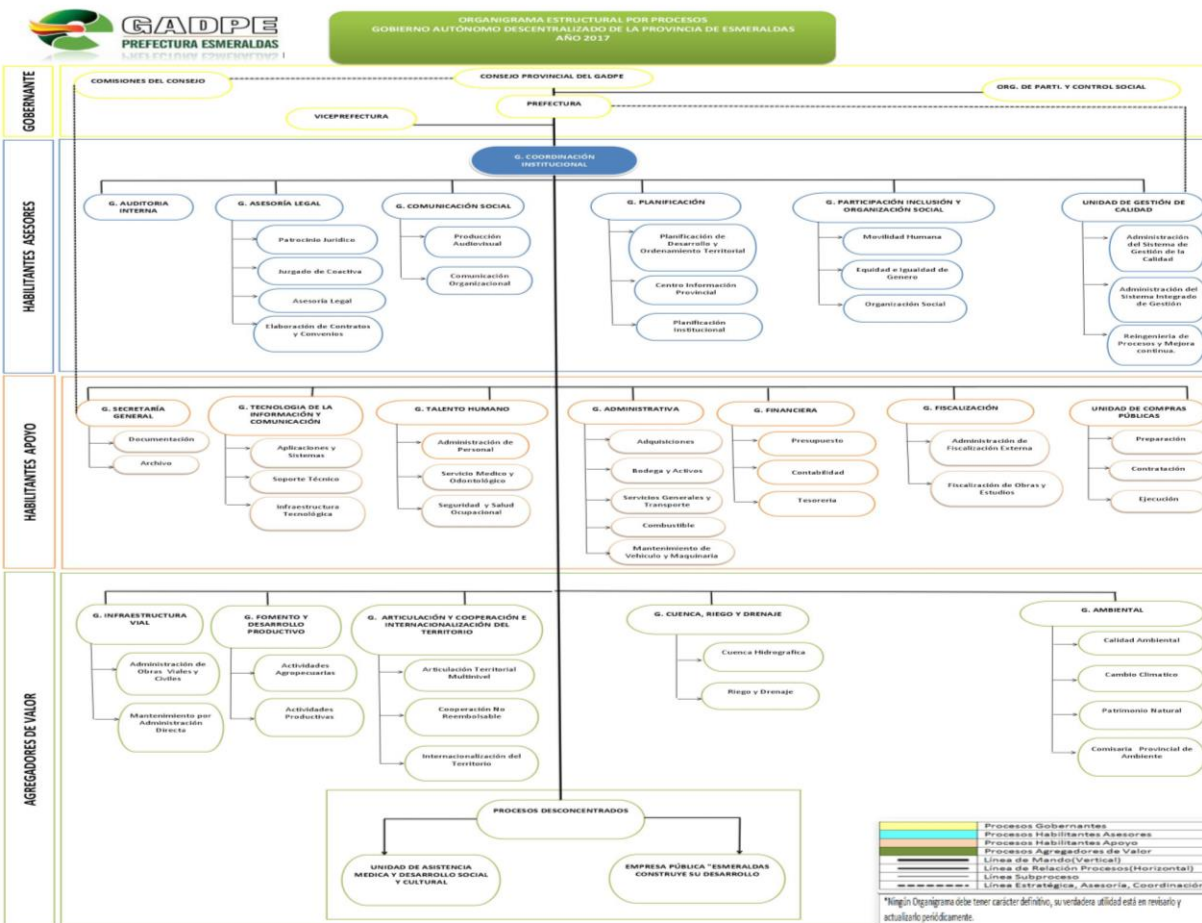 GADPE
PREFECTURA ESMERALDAS
ORGANIGRAMA ESTRUCTURAL POR PROCESOS
GOBIERNO AUTÓNOMO DESCENTRALIZADO DE LA PROVINCIA DE ESMERALDAS
AÑO 2017
GOBERNANTE
COMISIONES DEL CONSEJO
CONSEJO PROVINCIAL DEL GADPE
ORG. DE PARTI. Y CONTROL SOCIAL
PREFECTURA
VICEPREFECTURA
HABILITANTES ASESORES
G. COORDINACIÓN
INSTITUCIONAL
G. AUDITORIA
INTERNA
G. ASESORÍA LEGAL
Patrocinio Jurídico
Juzgado de Coactiva
Asesoría Legal
Elaboración de Contratos
y Convenios
G. COMUNICACIÓN SOCIAL
Producción
Audiovisual
Comunicación
Organizacional
G. PLANIFICACIÓN
Planificación de
Desarrollo y
Ordenamiento Territorial
Centro Información
Provincial
Planificación
Institucional
G. PARTICIPACIÓN INCLUSIÓN Y
ORGANIZACIÓN SOCIAL
Movilidad Humana
Equidad e Igualdad de
Genero
Organización Social
UNIDAD DE GESTIÓN DE
CALIDAD
Administración
del Sistema de
Gestión de la
Calidad
Administración del
Sistema Integrado
de Gestión
Reingeniería de
Procesos y Mejora
continua.
HABILITANTES APOYO
G. SECRETARÍA
GENERAL
Documentación
Archivo
G. TECNOLOGIA DE LA
INFORMACIÓN Y
COMUNICACIÓN
Aplicaciones y
Sistemas
Soporte Técnico
Infraestructura
Tecnológica
G. TALENTO HUMANO
Administración de
Personal
Servicio Medico y
Odontológico
Seguridad y Salud
Ocupacional
G. ADMINISTRATIVA
Adquisiciones
Bodega y Activos
Servicios Generales y
Transporte
Combustible
Mantenimiento de
Vehículo y Maquinaria
G. FINANCIERA
Presupuesto
Contabilidad
Tesorería
G. FISCALIZACIÓN
Administración de
Fiscalización Externa
Fiscalización de Obras y
Estudios
UNIDAD DE COMPRAS
PÚBLICAS
Preparación
Contratación
Ejecución
AGREGADORES DE VALOR
G. INFRAESTRUCTURA
VIAL
Administración de
Obras Viales y
Civiles
Mantenimiento por
Administración
Directa
G. FOMENTO Y
DESARROLLO
PRODUCTIVO
Actividades
Agropecuarias
Actividades
Productivas
G. ARTICULACIÓN Y COOPERACIÓN E
INTERNACIONALIZACIÓN DEL
TERRITORIO
Articulación Territorial
Multinivel
Cooperación No
Reembolsable
Internacionalización del
Territorio
G. CUENCA, RIEGO Y DRENAJE
Cuenca Hidrografica
Riego y Drenaje
G. AMBIENTAL
Calidad Ambiental
Cambio Climatico
Patrimonio Natural
Comisaria Provincial de
Ambiente
PROCESOS DESCONCENTRADOS
UNIDAD DE ASISTENCIA
MEDICA Y DESARROLLO SOCIAL
Y CULTURAL
EMPRESA PÚBLICA "ESMERALDAS
CONSTRUYE SU DESARROLLO
Procesos Gobernantes
Procesos Habilitantes Asesores
Procesos Habilitantes Apoyo
Procesos Agregadores de Valor
Línea de Mando(Vertical)
Línea de Relación Procesos(Horizontal)
Línea Subproceso
Línea Estratégica, Asesoría, Coordinación
*Ningún Organigrama debe tener carácter definitivo, su verdadera utilidad está en revisarlo y
actualizarlo periódicamente.